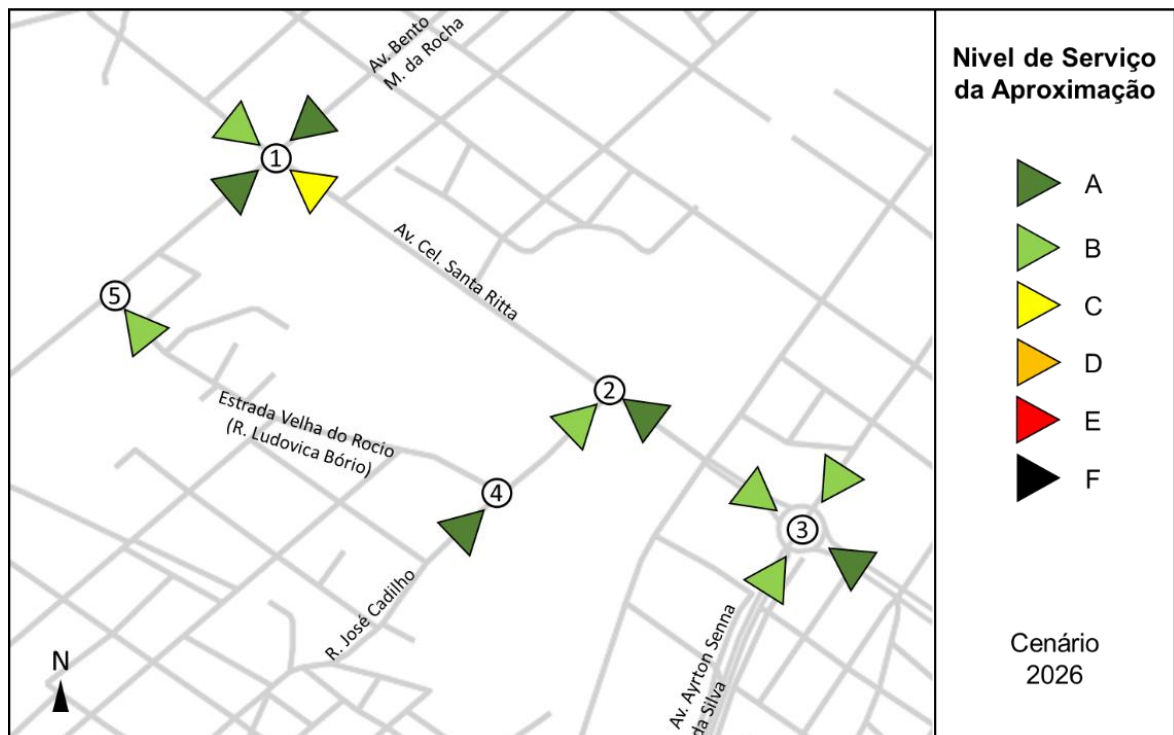 Av. Bento
M. da Rocha
1
Av. Cel. Santa Ritta
5
2
Estrada Velha do Rocio
(R. Ludovica Bório)
4
3
R. José Cadilho
Av. Ayrton Senna
da Silva
N
Nivel de Serviço
da Aproximação
A
B
C
D
E
F
Cenário
2026